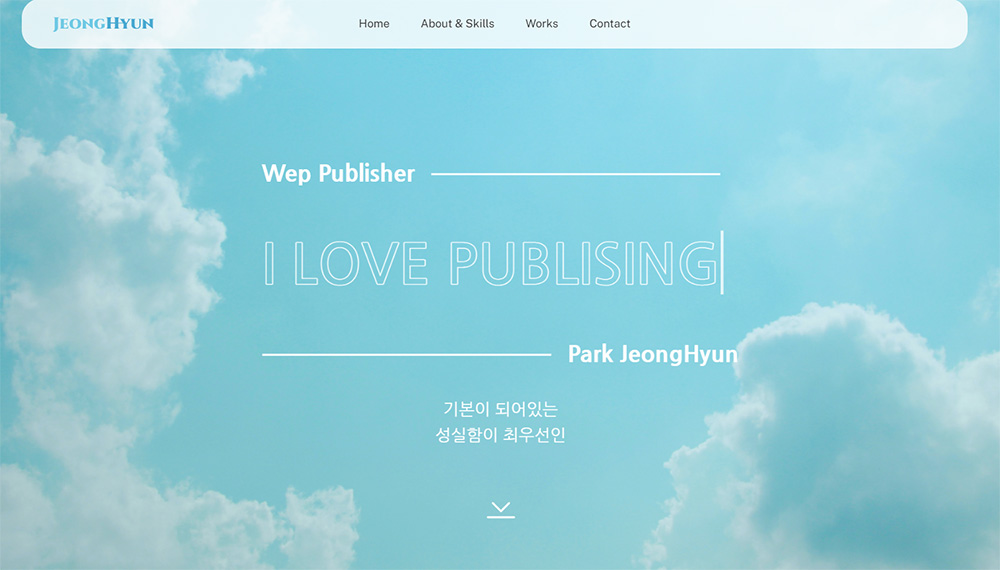 JEONGHYUN
Home About & Skills Works Contact
Wep Publisher
I LOVE PUBLISING
Park JeongHyun
기본이 되어있는
성실함이 최우선인